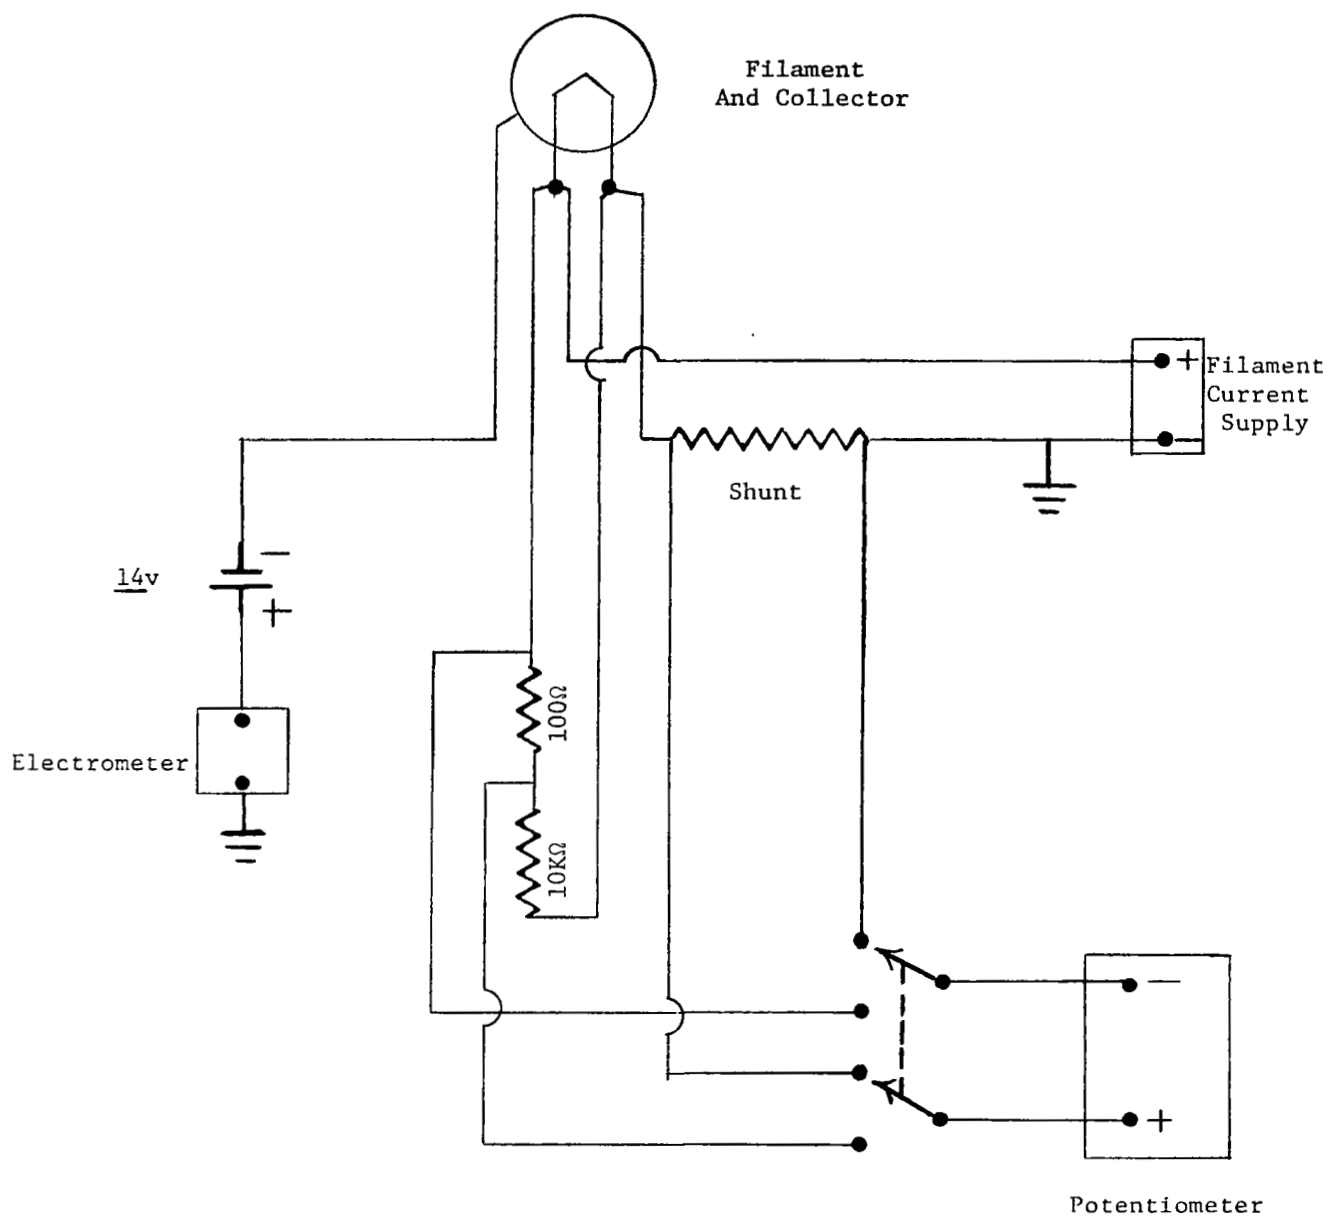 Filament
And Collector
+
Filament
Current
Supply
—
Shunt
—
14v
+
100Ω
Electrometer
10KΩ
—
+
Potentiometer